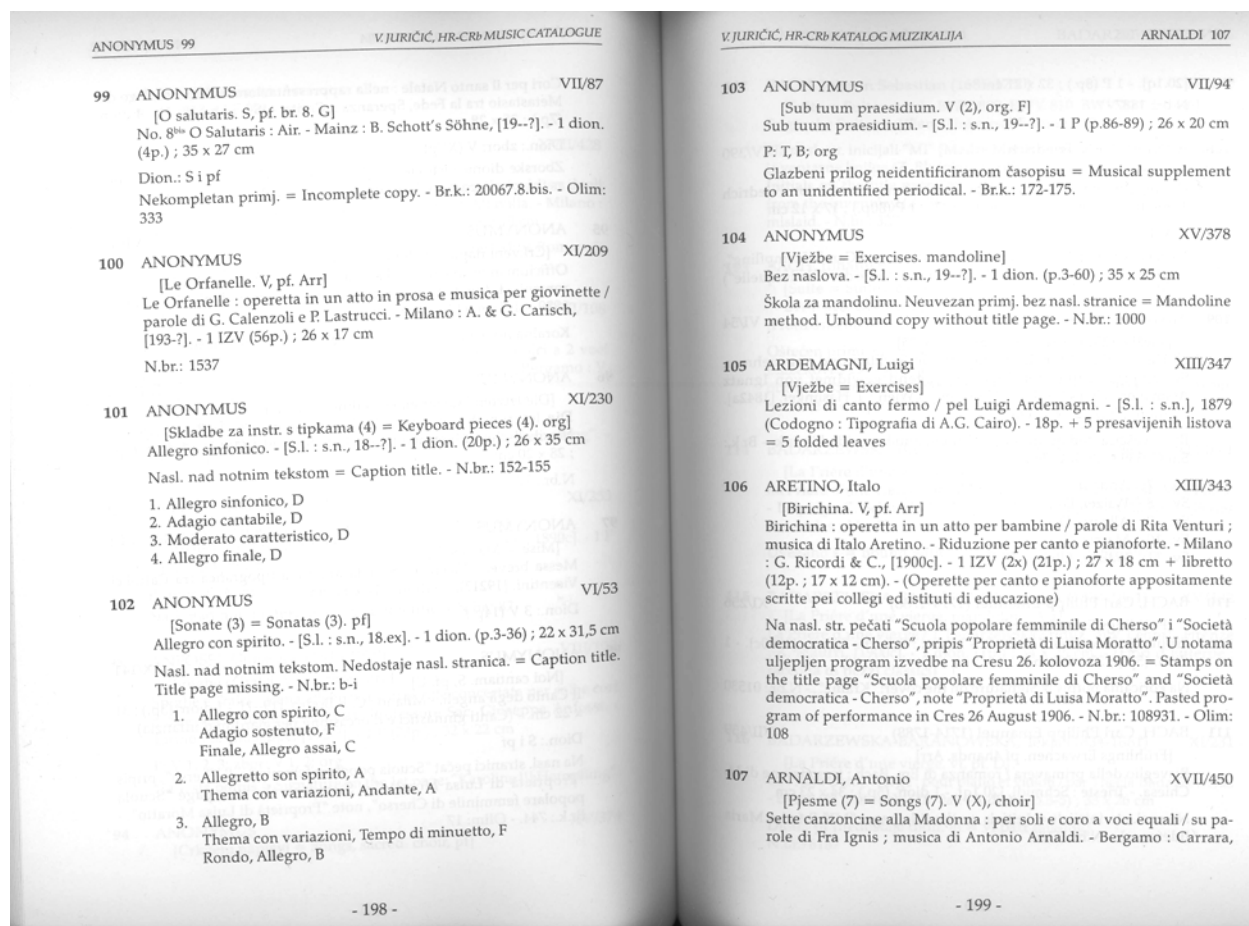 ANONYMUS 99
V. JURIČIĆ, HR-CRb MUSIC CATALOGUE
99 ANONYMUS VII/87
[O salutaris. S, pf. br. 8. G]
No. 8bis O Salutaris : Air. - Mainz : B. Schott's Söhne, [19--?]. - 1 dion.
(4p.) ; 35 x 27 cm
Dion.: S i pf
Nekompletan primj. = Incomplete copy. - Br.k.: 20067.8.bis. - Olim:
333
100 ANONYMUS XI/209
[Le Orfanelle. V, pf. Arr]
Le Orfanelle : operetta in un atto in prosa e musica per giovinette /
parole di G. Calenzoli e P. Lastrucci. - Milano : A. & G. Carisch,
[193-?]. - 1 IZV (56p.) ; 26 x 17 cm
N.br.: 1537
101 ANONYMUS XI/230
[Skladbe za instr. s tipkama (4) = Keyboard pieces (4). org]
Allegro sinfonico. - [S.l. : s.n., 18--?]. - 1 dion. (20p.) ; 26 x 35 cm
Nasl. nad notnim tekstom = Caption title. - N.br.: 152-155
1. Allegro sinfonico, D
2. Adagio cantabile, D
3. Moderato caratteristico, D
4. Allegro finale, D
102 ANONYMUS VI/53
[Sonate (3) = Sonatas (3). pf]
Allegro con spirito. - [S.l. : s.n., 18.ex]. - 1 dion. (p.3-36) ; 22 x 31,5 cm
Nasl. nad notnim tekstom. Nedostaje nasl. stranica. = Caption title.
Title page missing. - N.br.: b-i
1. Allegro con spirito, C
Adagio sostenuto, F
Finale, Allegro assai, C
2. Allegretto son spirito, A
Thema con variazioni, Andante, A
3. Allegro, B
Thema con variazioni, Tempo di minuetto, F
Rondo, Allegro, B
- 198 -
V. JURIČIĆ, HR-CRb KATALOG MUZIKALIJA
ARNALDI 107
103 ANONYMUS VII/94
[Sub tuum praesidium. V (2), org. F]
Sub tuum praesidium. - [S.l. : s.n., 19--?]. - 1 P (p.86-89) ; 26 x 20 cm
P: T, B; org
Glazbeni prilog neidentificiranom časopisu = Musical supplement
to an unidentified periodical. - Br.k.: 172-175.
104 ANONYMUS XV/378
[Vježbe = Exercises. mandoline]
Bez naslova. - [S.l. : s.n., 19--?]. - 1 dion. (p.3-60) ; 35 x 25 cm
Škola za mandolinu. Neuvezan primj. bez nasl. stranice = Mandoline
method. Unbound copy without title page. - N.br.: 1000
105 ARDEMAGNI, Luigi XIII/347
[Vježbe = Exercises]
Lezioni di canto fermo / pel Luigi Ardemagni. - [S.l. : s.n.], 1879
(Codogno : Tipografia di A.G. Cairo). - 18p. + 5 presavijenih listova
= 5 folded leaves
106 ARETINO, Italo XIII/343
[Birichina. V, pf. Arr]
Birichina : operetta in un atto per bambine / parole di Rita Venturi ;
musica di Italo Aretino. - Riduzione per canto e pianoforte. - Milano
: G. Ricordi & C., [1900c]. - 1 IZV (2x) (21p.) ; 27 x 18 cm + libretto
(12p. ; 17 x 12 cm). - (Operette per canto e pianoforte appositamente
scritte pei collegi ed istituti di educazione)
Na nasl. str. pečati "Scuola popolare femminile di Cherso" i "Società
democratica - Cherso", pripis "Proprietà di Luisa Moratto". U notama
uljepljen program izvedbe na Cresu 26. kolovoza 1906. = Stamps on
the title page "Scuola popolare femminile di Cherso" and "Società
democratica - Cherso", note "Proprietà di Luisa Moratto". Pasted pro-
gram of performance in Cres 26 August 1906. - N.br.: 108931. - Olim:
108
107 ARNALDI, Antonio XVII/450
[Pjesme (7) = Songs (7). V (X), choir]
Sette canzoncine alla Madonna : per soli e coro a voci equali / su pa-
role di Fra Ignis ; musica di Antonio Arnaldi. - Bergamo : Carrara,
- 199 -